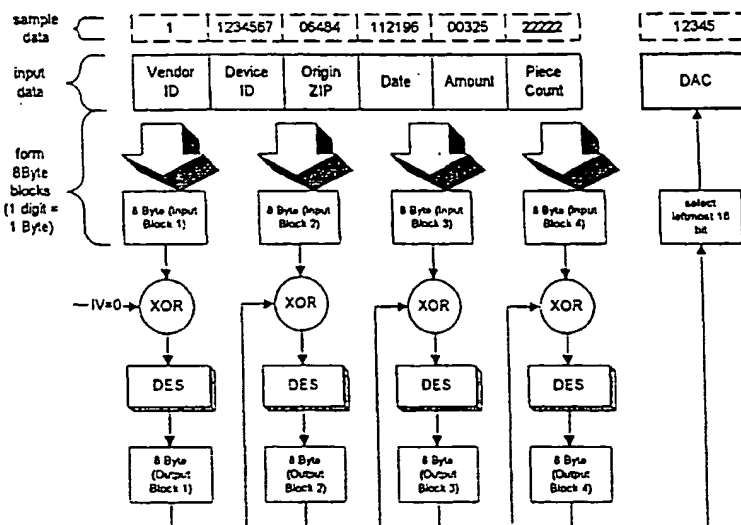 sample
data
1 1234567 06484 112196 00325 22222 12345
input
data
Vendor
ID
Device
ID
Origin
ZIP
Date
Amount
Piece
Count
DAC
form
8Byte
blocks
(1 digit =
1 Byte)
8 Byte (Input
Block 1)
8 Byte (Input
Block 2)
8 Byte (Input
Block 3)
8 Byte (Input
Block 4)
select
leftmost 16
bit
IV=0
XOR
XOR
XOR
XOR
DES
DES
DES
DES
8 Byte
(Output
Block 1)
8 Byte
(Output
Block 2)
8 Byte
(Output
Block 3)
8 Byte
(Output
Block 4)